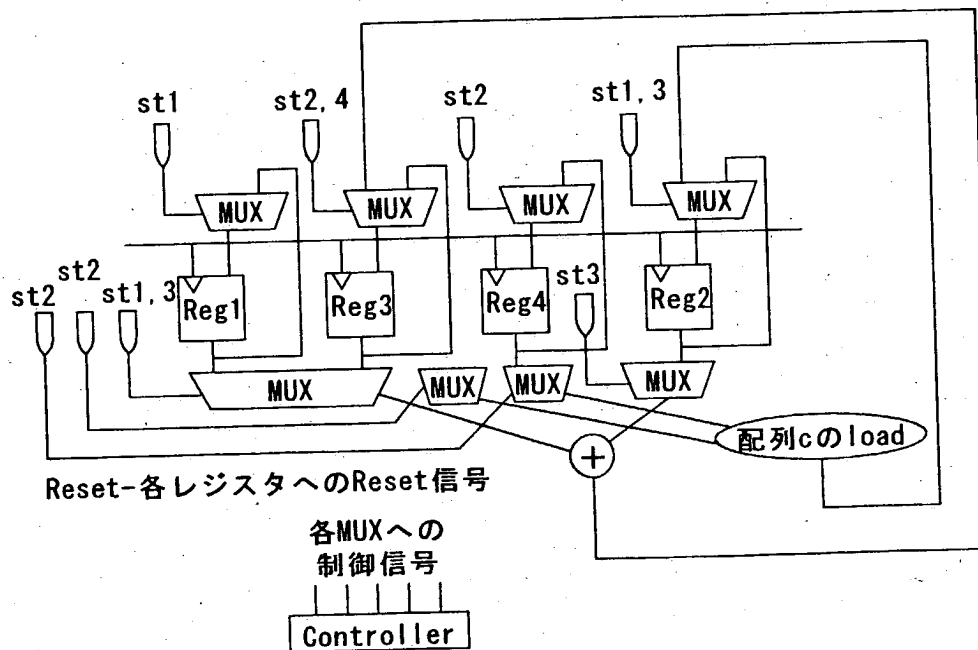 st1
st2,4
st2
st1,3
MUX
MUX
MUX
MUX
st2
st2
st1,3
Reg1
Reg3
Reg4
st3
Reg2
MUX
MUX
MUX
MUX
配列cのload
+
Reset-各レジスタへのReset信号
各MUXへの
制御信号
Controller